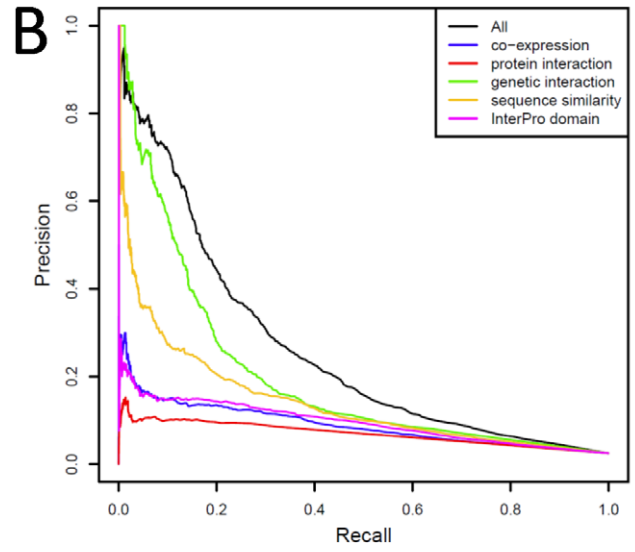 B
All
co-expression
protein interaction
genetic interaction
sequence similarity
InterPro domain
Precision
1.0
0.8
0.6
0.4
0.2
0.0
0.0 0.2 0.4 0.6 0.8 1.0
Recall